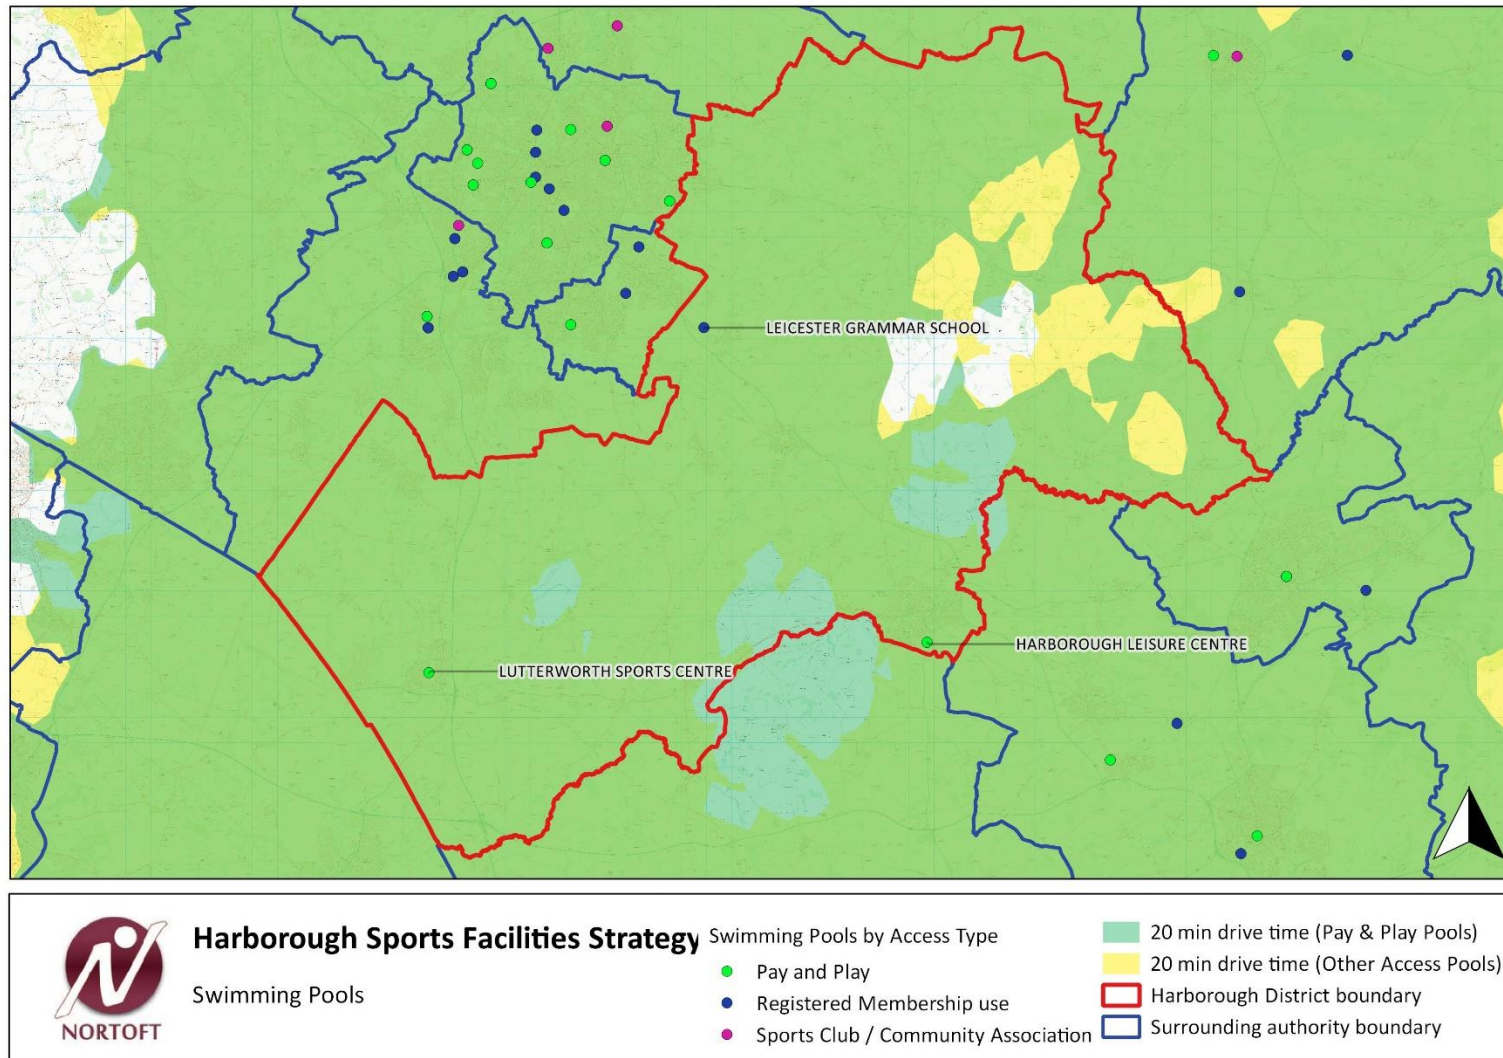 LEICESTER GRAMMAR SCHOOL
HARBOROUGH LEISURE CENTRE
LUTTERWORTH SPORTS CENTRE
NORTOFT
Harborough Sports Facilities Strategy
Swimming Pools
Swimming Pools by Access Type
Pay and Play
Registered Membership use
Sports Club / Community Association
20 min drive time (Pay & Play Pools)
20 min drive time (Other Access Pools)
Harborough District boundary
Surrounding authority boundary